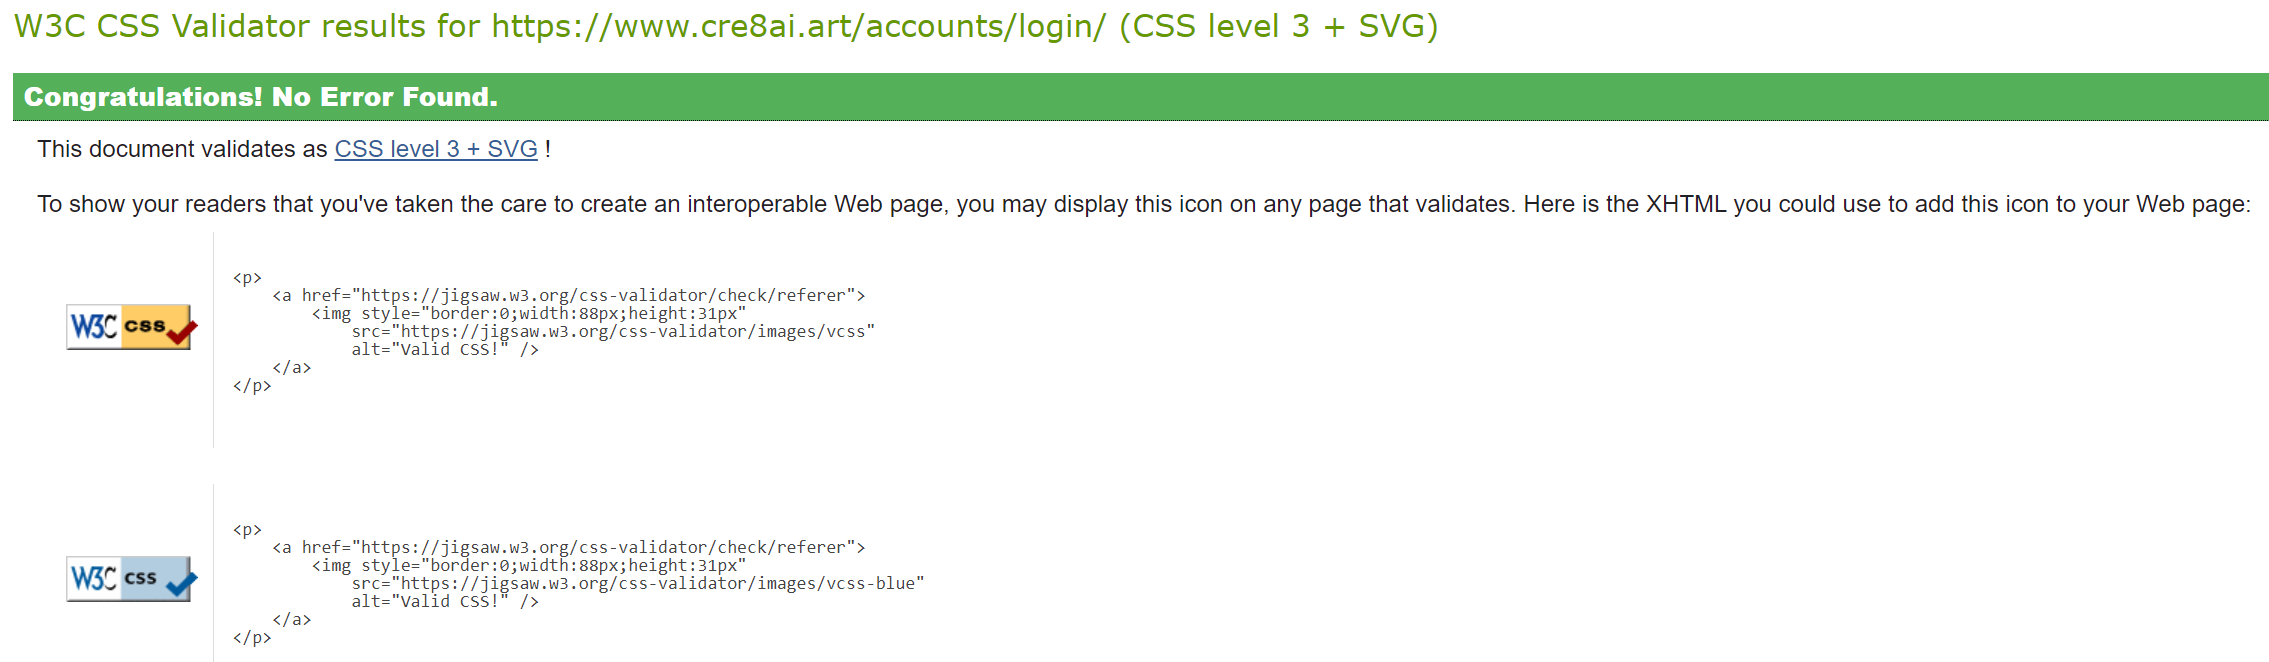 W3C CSS Validator results for https://www.cre8ai.art/accounts/login/ (CSS level 3 + SVG)
Congratulations! No Error Found.
This document validates as CSS level 3 + SVG !
To show your readers that you've taken the care to create an interoperable Web page, you may display this icon on any page that validates. Here is the XHTML you could use to add this icon to your Web page:
W3C css
<p>
    <a href="https://jigsaw.w3.org/css-validator/check/referer">
        <img style="border:0;width:88px;height:31px"
            src="https://jigsaw.w3.org/css-validator/images/vcss"
            alt="Valid CSS!" />
    </a>
</p>
W3C css
<p>
    <a href="https://jigsaw.w3.org/css-validator/check/referer">
        <img style="border:0;width:88px;height:31px"
            src="https://jigsaw.w3.org/css-validator/images/vcss-blue"
            alt="Valid CSS!" />
    </a>
</p>